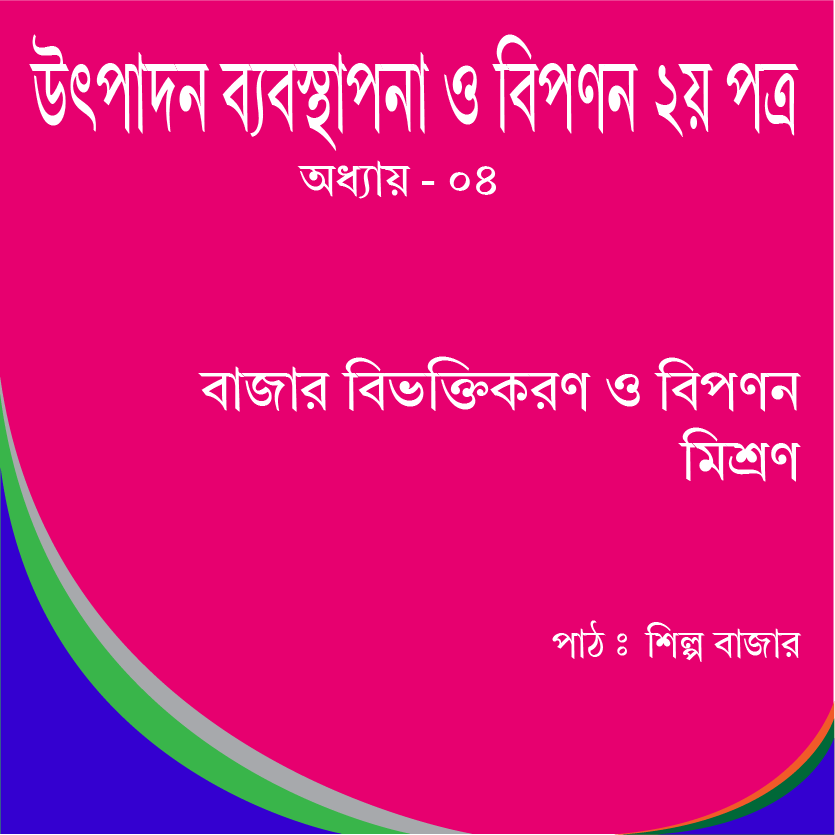 উৎপাদন ব্যবস্থাপনা ও বিপণন ২য় পত্র
অধ্যায় - ০৪
বাজার বিভক্তিকরণ ও বিপণন
মিশ্রণ
পাঠ ঃ শিল্প বাজার